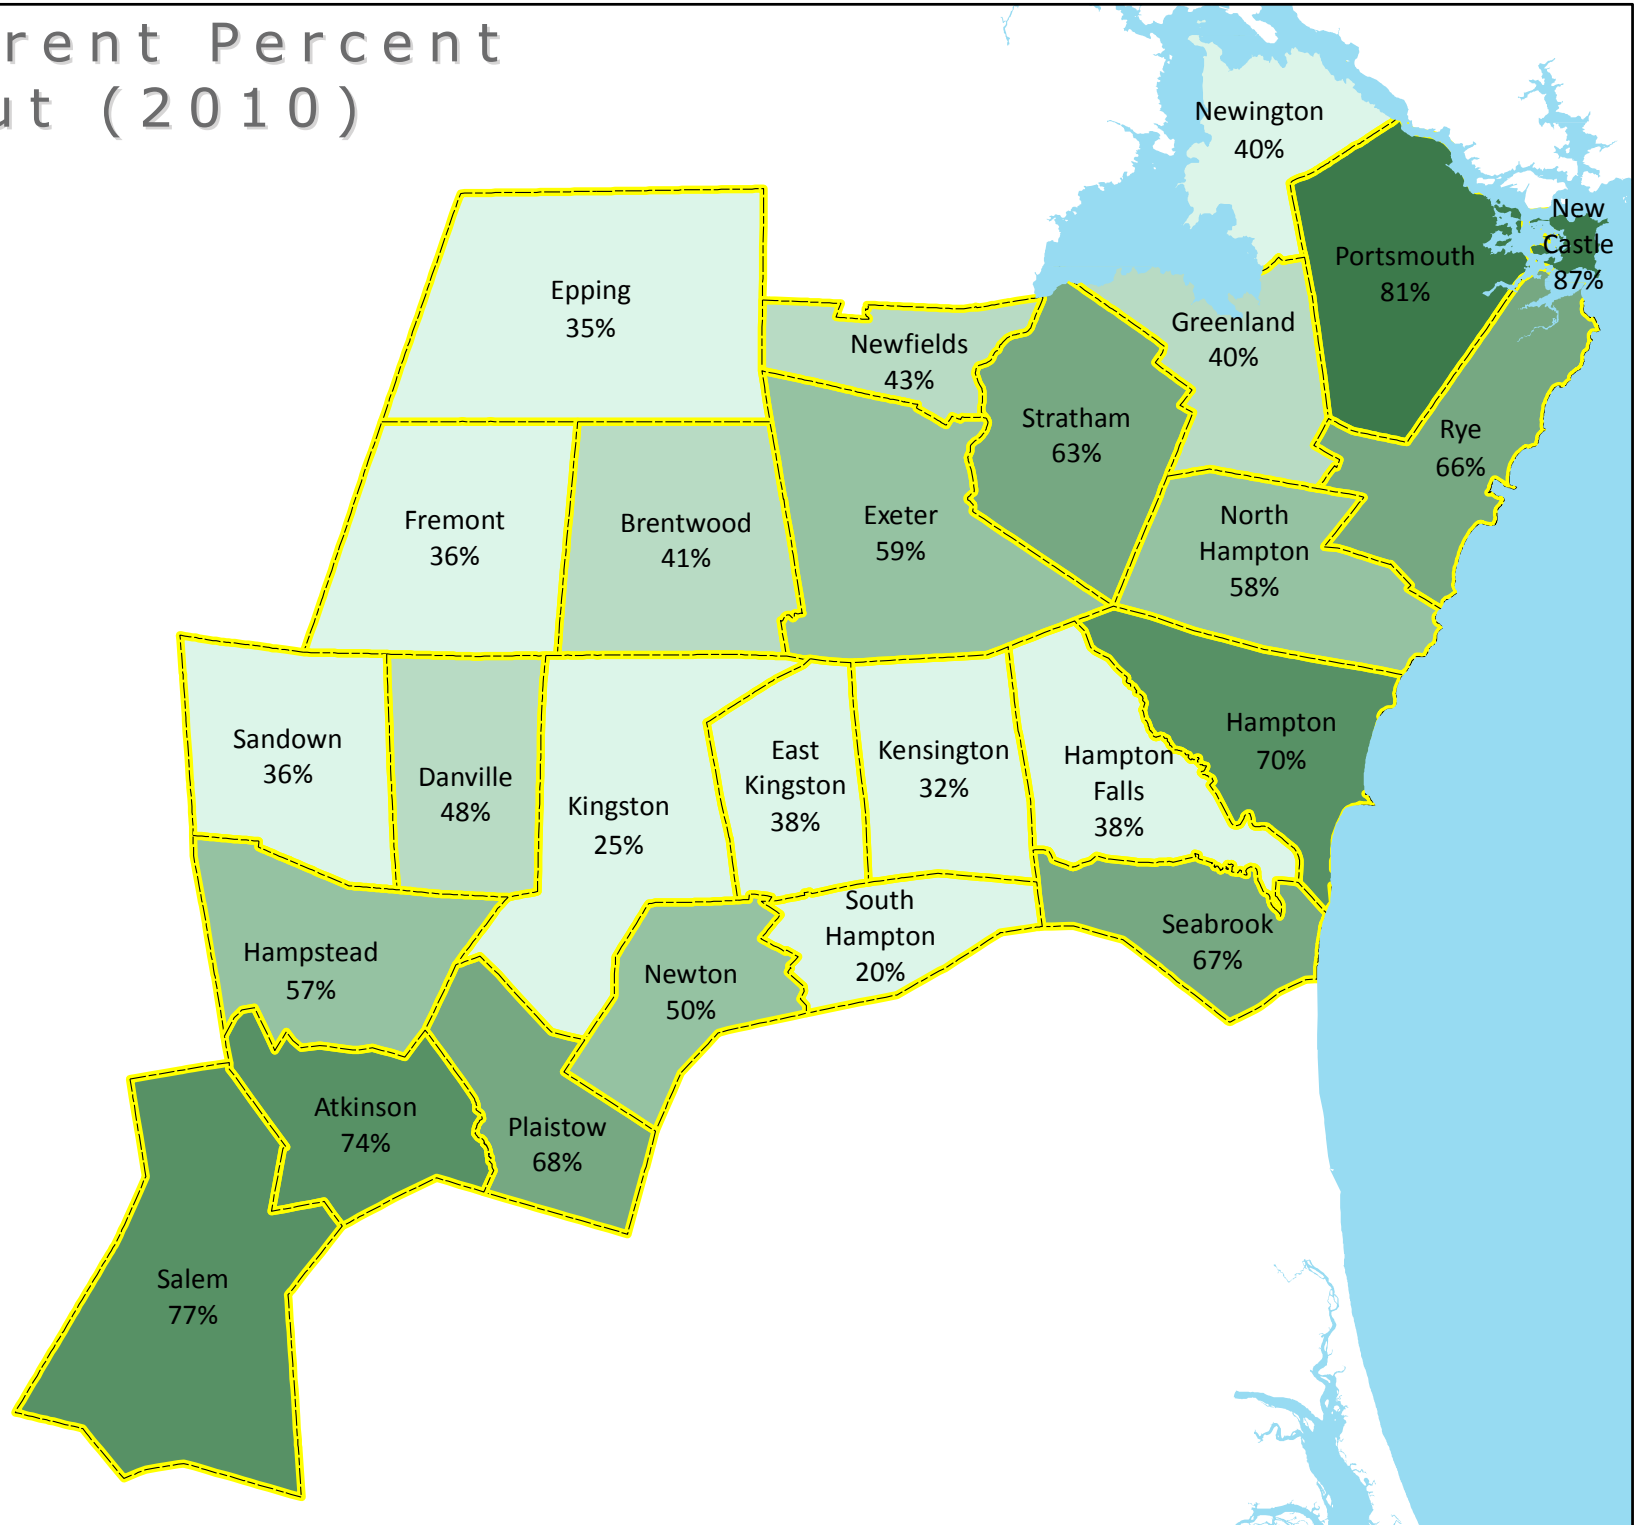 rent Percent
ut (2010)
Newington
40%
New
Castle
87%
Portsmouth
81%
Epping
35%
Greenland
40%
Newfields
43%
Stratham
63%
Rye
66%
Fremont
36%
Brentwood
41%
Exeter
59%
North
Hampton
58%
Sandown
36%
Danville
48%
Kingston
25%
East
Kingston
38%
Kensington
32%
Hampton
Falls
38%
Hampton
70%
Hampstead
57%
Newton
50%
South
Hampton
20%
Seabrook
67%
Atkinson
74%
Plaistow
68%
Salem
77%